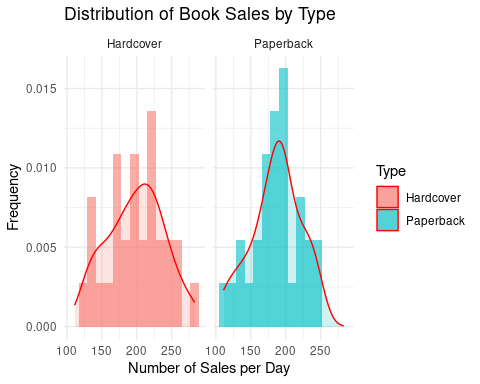 Distribution of Book Sales by Type
Hardcover
Paperback
0.015
0.010
0.005
0.000
100 150 200 250
100 150 200 250
Number of Sales per Day
Frequency
Type
Hardcover
Paperback